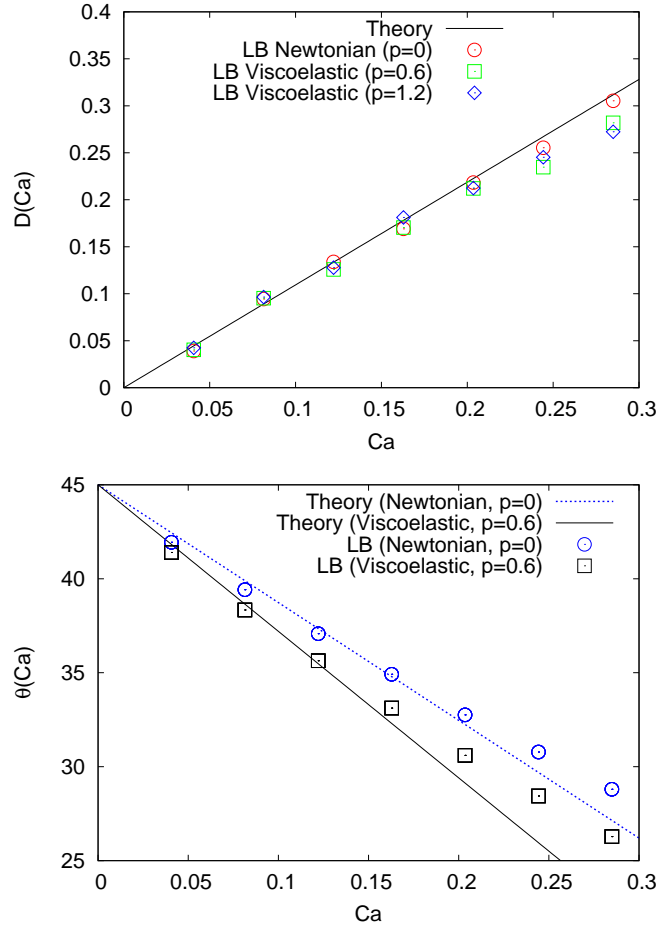 Theory
LB Newtonian (p=0)
LB Viscoelastic (p=0.6)
LB Viscoelastic (p=1.2)
0.4
0.35
0.3
0.25
0.2
0.15
0.1
0.05
0
D(Ca)
0 0.05 0.1 0.15 0.2 0.25 0.3
Ca
Theory (Newtonian, p=0)
Theory (Viscoelastic, p=0.6)
LB (Newtonian, p=0)
LB (Viscoelastic, p=0.6)
45
40
35
30
25
θ(Ca)
0 0.05 0.1 0.15 0.2 0.25 0.3
Ca